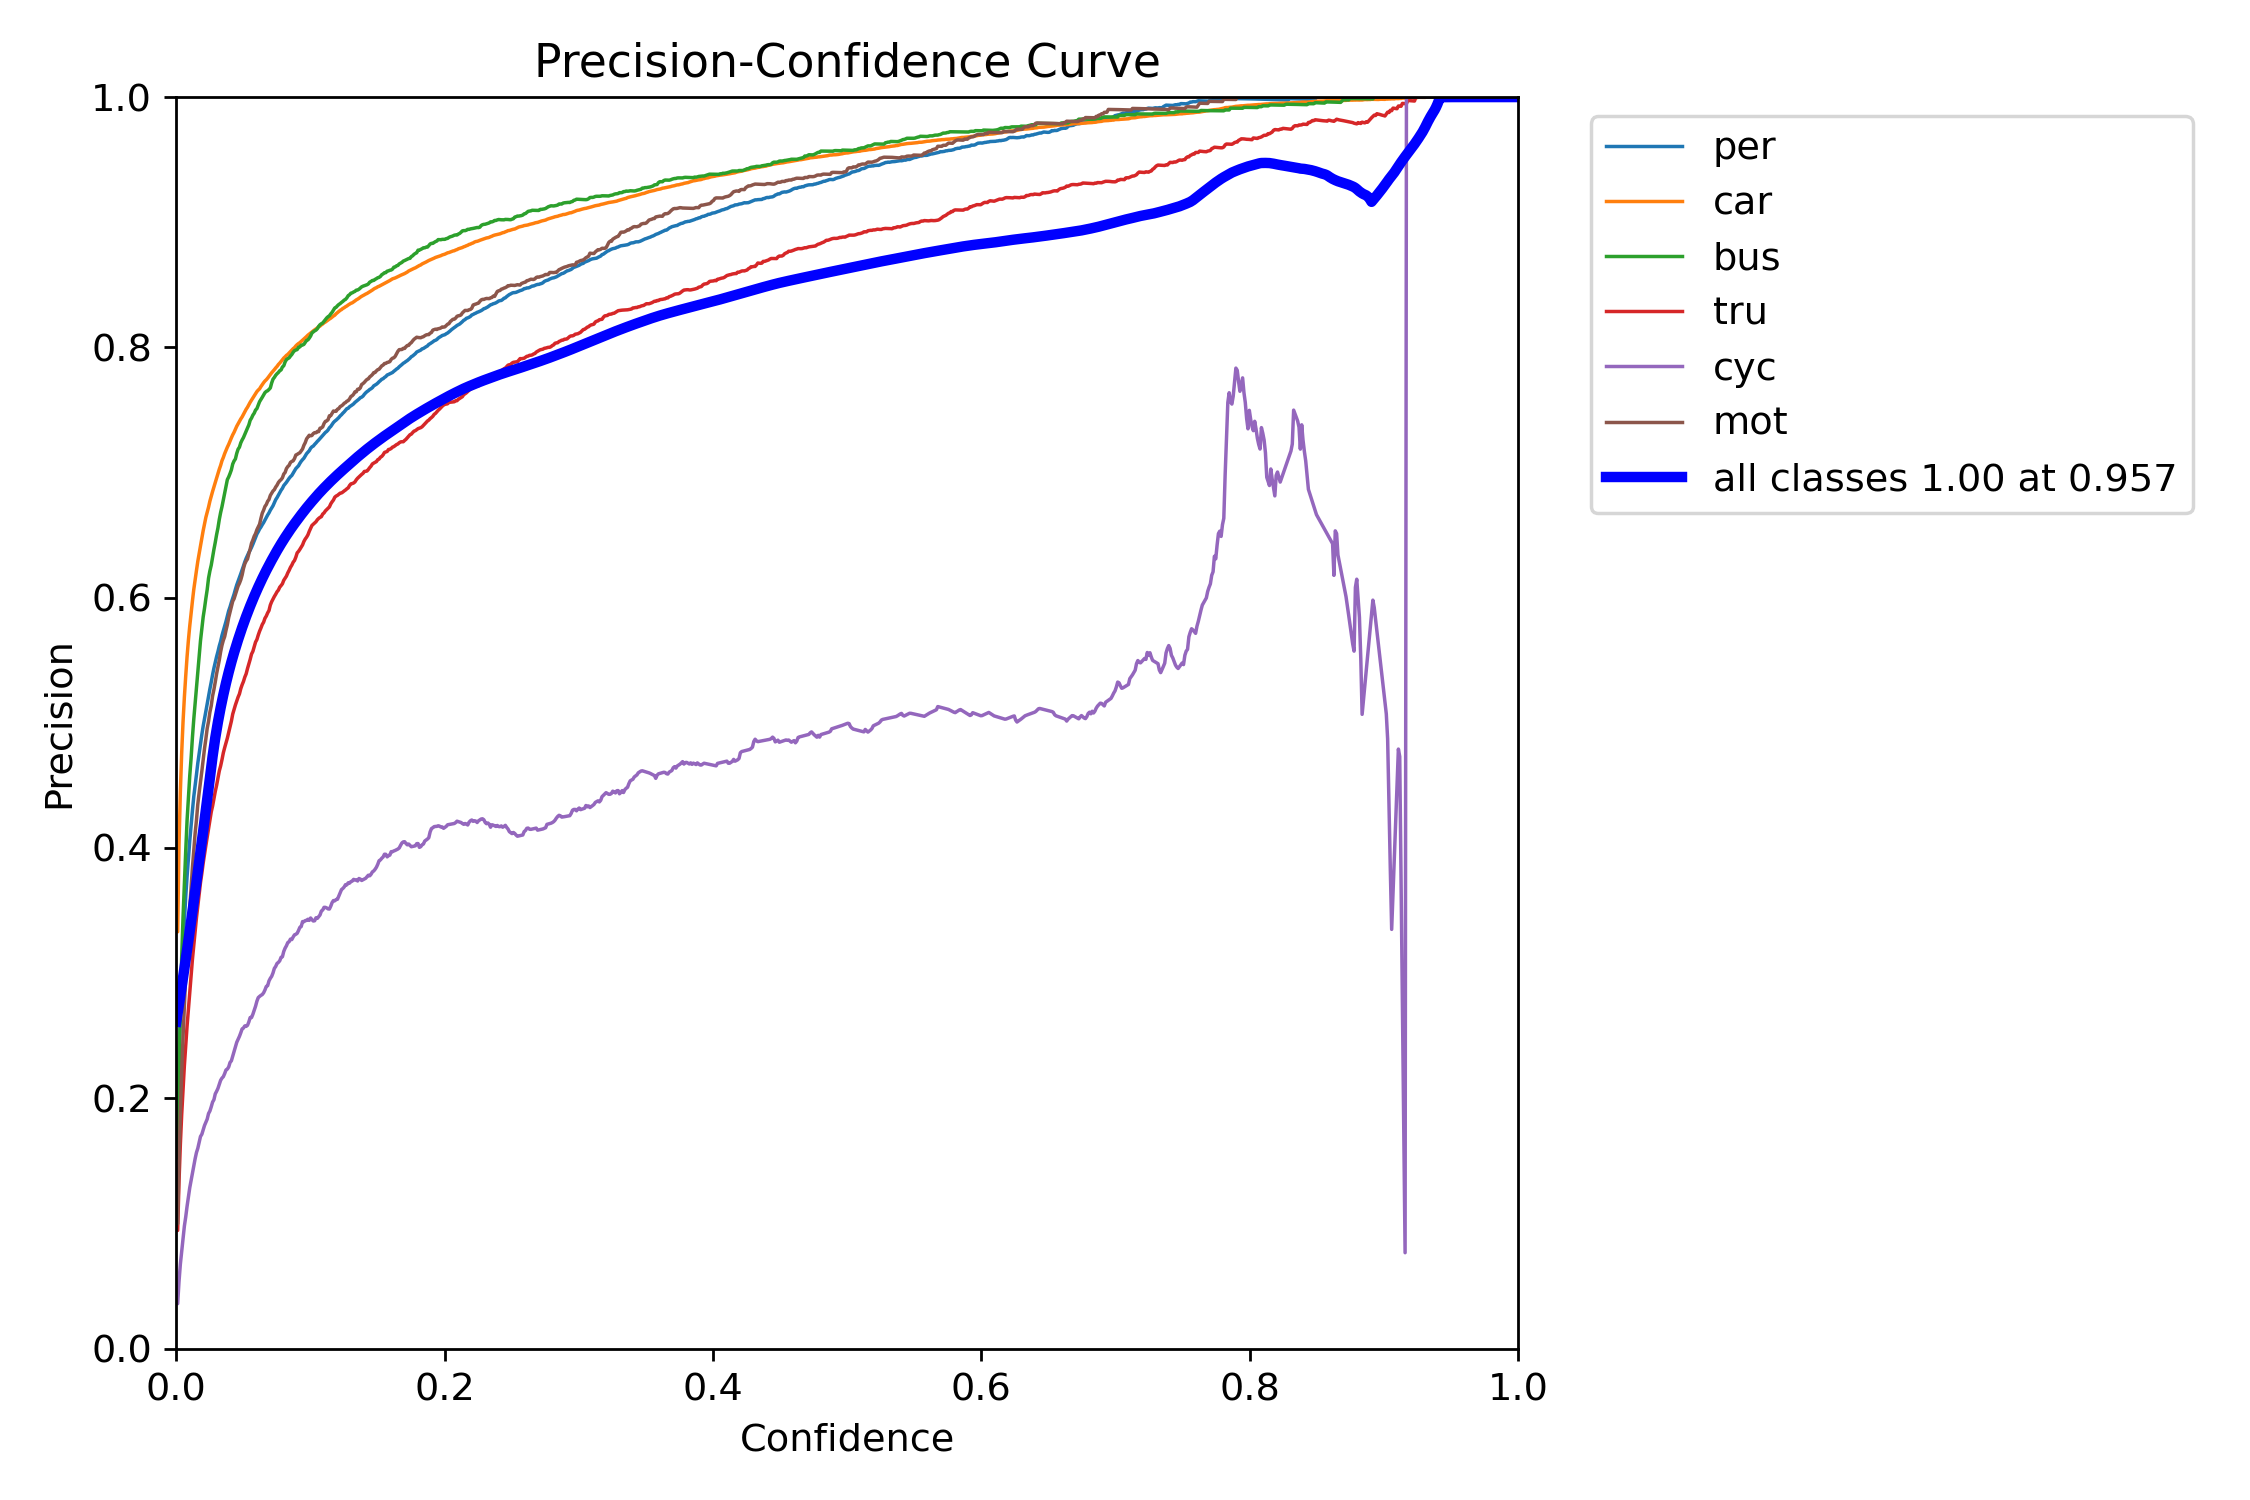 Precision-Confidence Curve
1.0
0.8
0.6
0.4
0.2
0.0
Precision
0.0 0.2 0.4 0.6 0.8 1.0
Confidence
per
car
bus
tru
cyc
mot
all classes 1.00 at 0.957